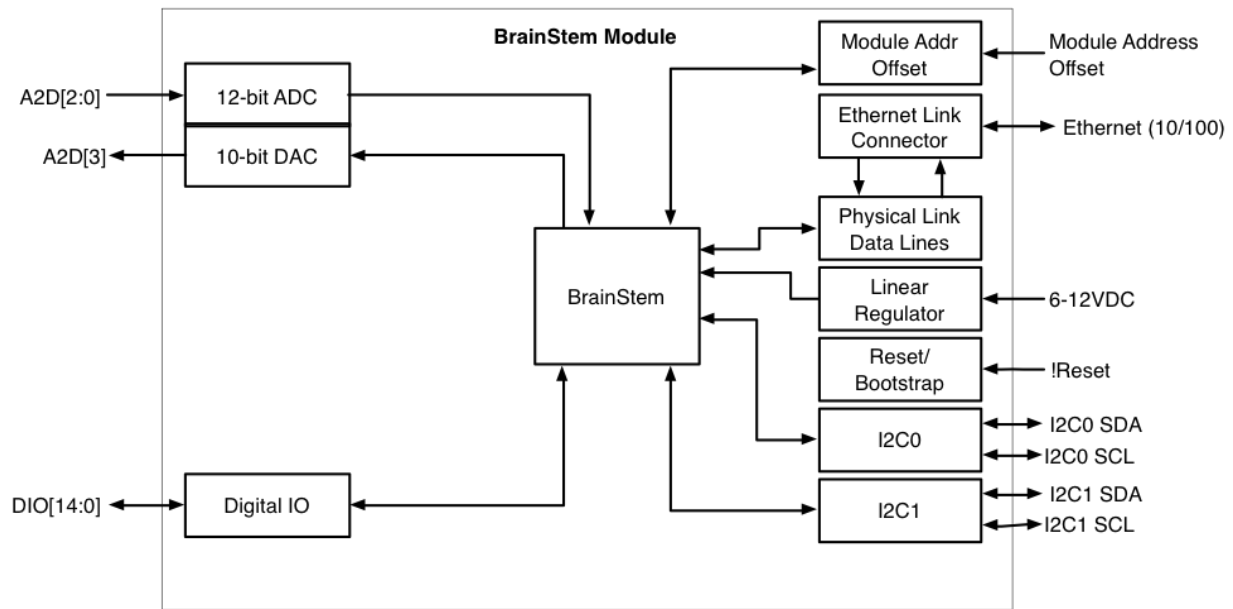 BrainStem Module
A2D[2:0]
12-bit ADC
A2D[3]
10-bit DAC
BrainStem
DIO[14:0]
Digital IO
Module Addr
Offset
Module Address
Offset
Ethernet Link
Connector
Ethernet (10/100)
Physical Link
Data Lines
Linear
Regulator
6-12VDC
Reset/
Bootstrap
!Reset
I2C0
I2C0 SDA
I2C0 SCL
I2C1
I2C1 SDA
I2C1 SCL